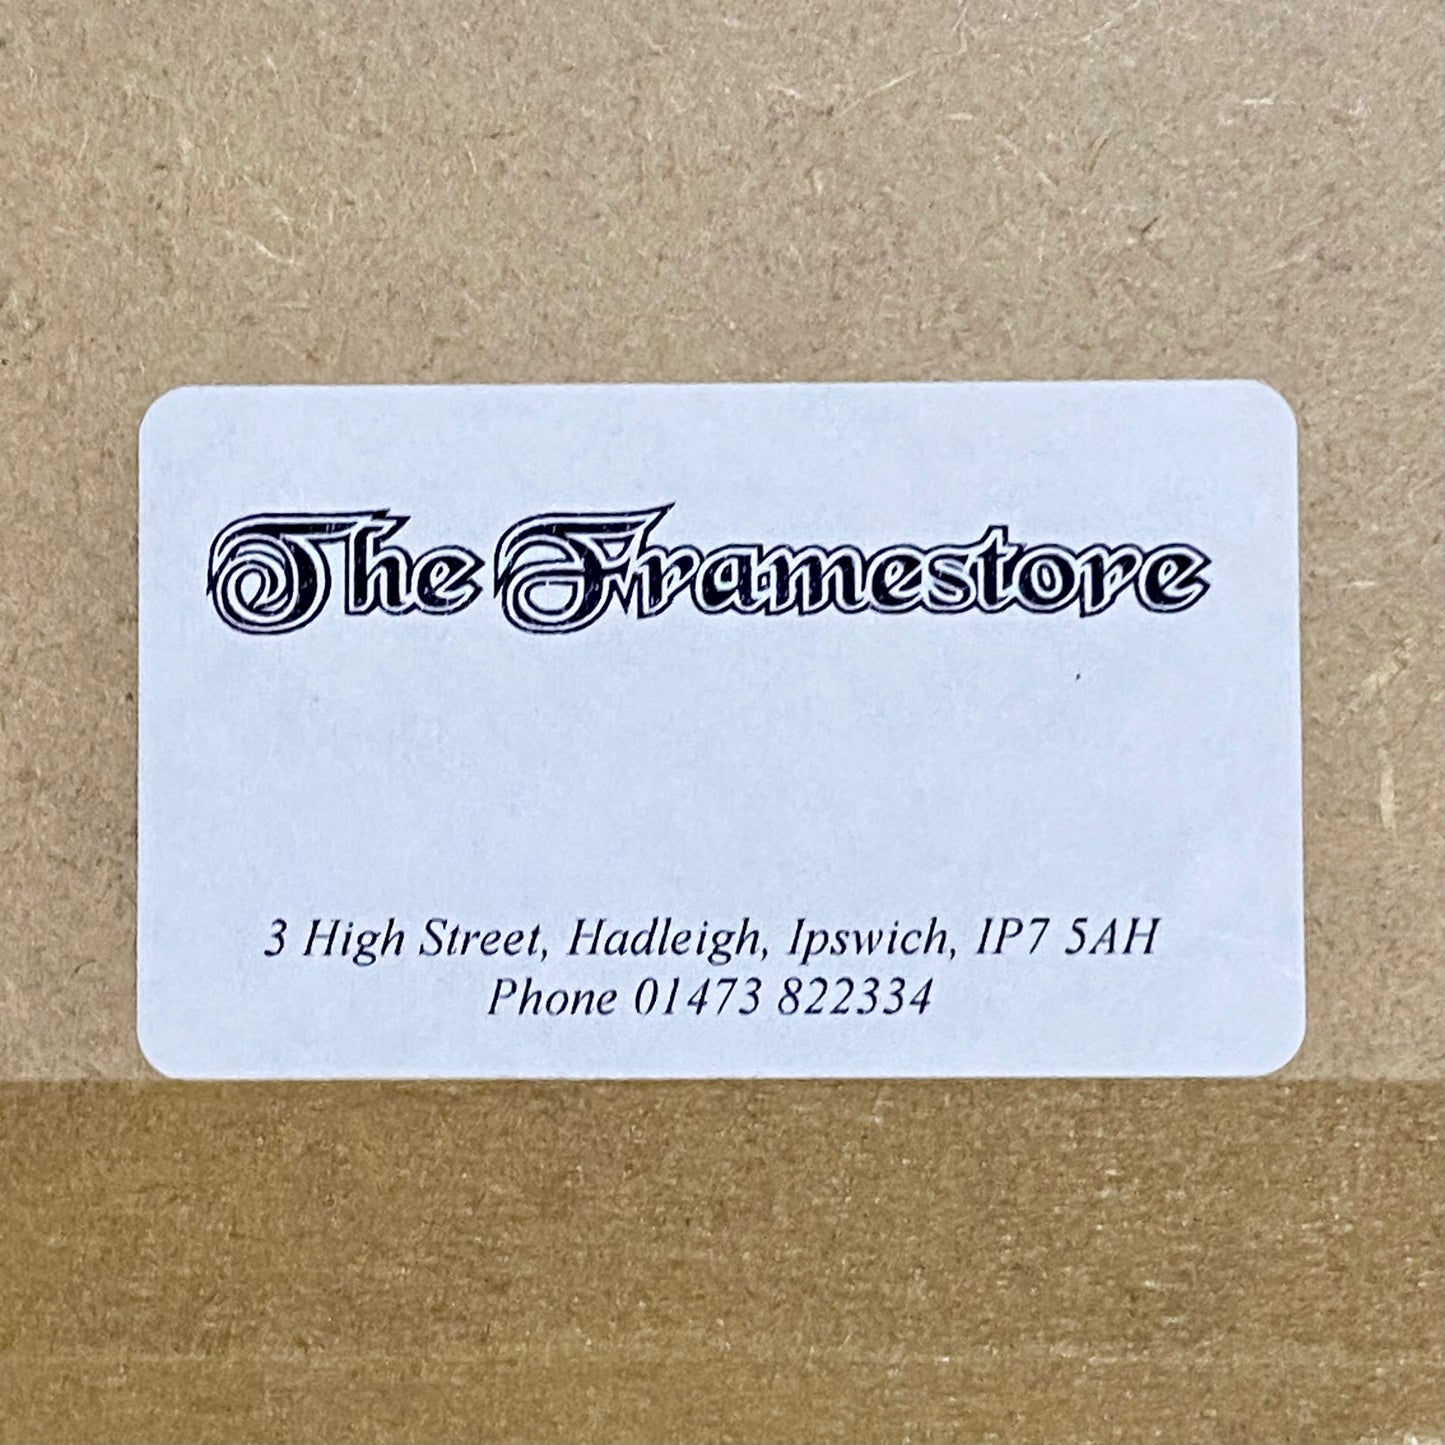 The Framestore
3 High Street, Hadleigh, Ipswich, IP7 5AH
Phone 01473 822334